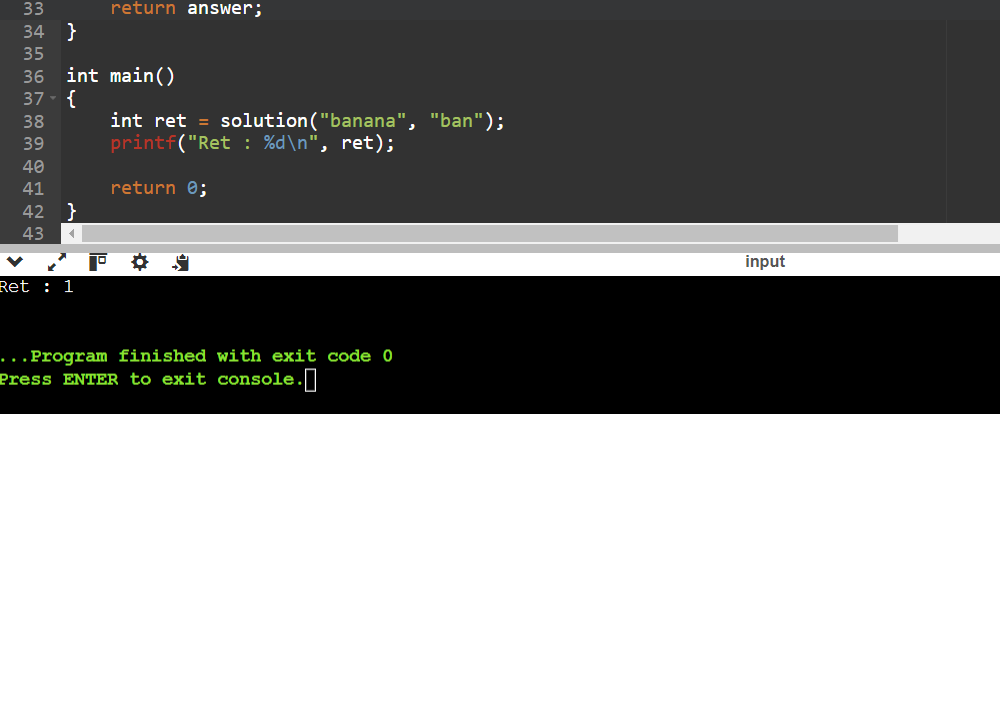 33 return answer;
34 }
35
36 int main()
37 {
38 int ret = solution("banana", "ban");
39 printf("Ret : %d\n", ret);
40
41 return 0;
42 }
43
input
Ret : 1
...Program finished with exit code 0
Press ENTER to exit console.